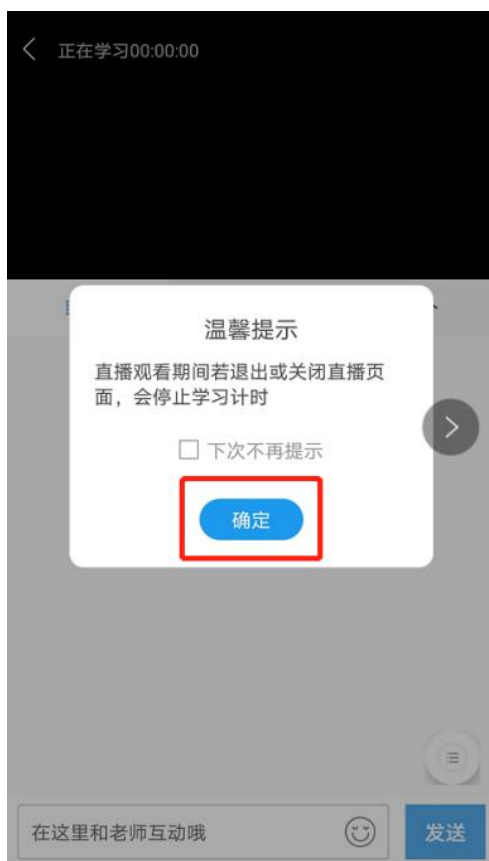 正在学习00:00:00
温馨提示
直播观看期间若退出或关闭直播页
面，会停止学习计时
下次不再提示
确定
在这里和老师互动哦
发送